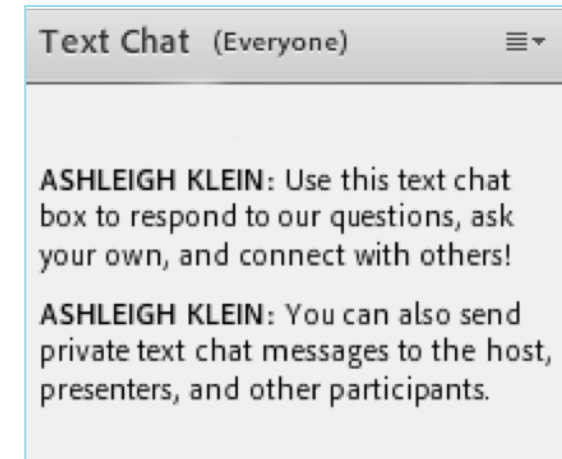 Text Chat (Everyone)
ASHLEIGH KLEIN: Use this text chat
box to respond to our questions, ask
your own, and connect with others!
ASHLEIGH KLEIN: You can also send
private text chat messages to the host,
presenters, and other participants.